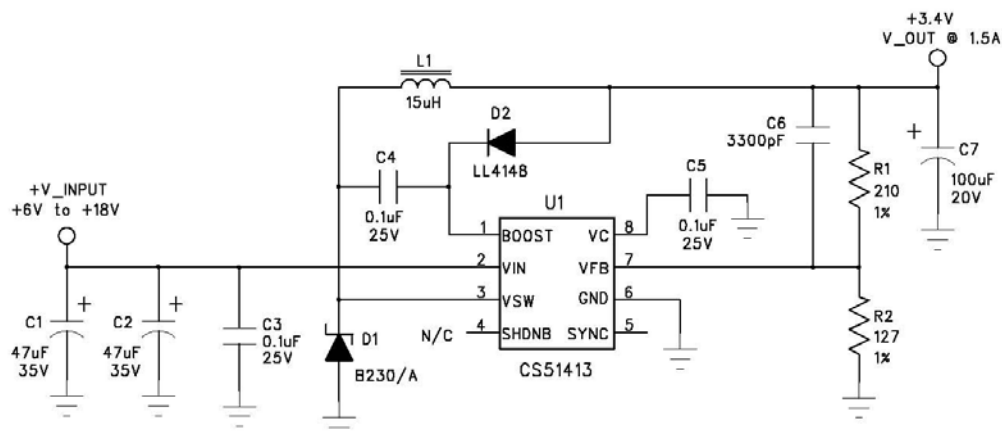 +3.4V
V_OUT @ 1.5A
L1
15uH
D2
LL4148
C4
0.1uF
25V
C6
3300pF
C5
0.1uF
25V
R1
210
1%
+
C7
100uF
20V
+V_INPUT
+6V to +18V
U1
1 BOOST VC 8
2 VIN VFB 7
3 VSW GND 6
N/C 4 SHDNB SYNC 5
CS51413
+
C1
47uF
35V
+
C2
47uF
35V
C3
0.1uF
25V
D1
B230/A
R2
127
1%